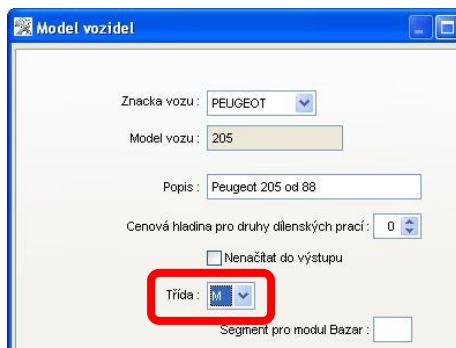 Model vozidel
Znacka vozu : PEUGEOT
Model vozu : 205
Popis : Peugeot 205 od 88
Cenová hladina pro druhy dílenských prací : 0
Nenačítat do výstupu
Třída : M
Segment pro modul Bazar :